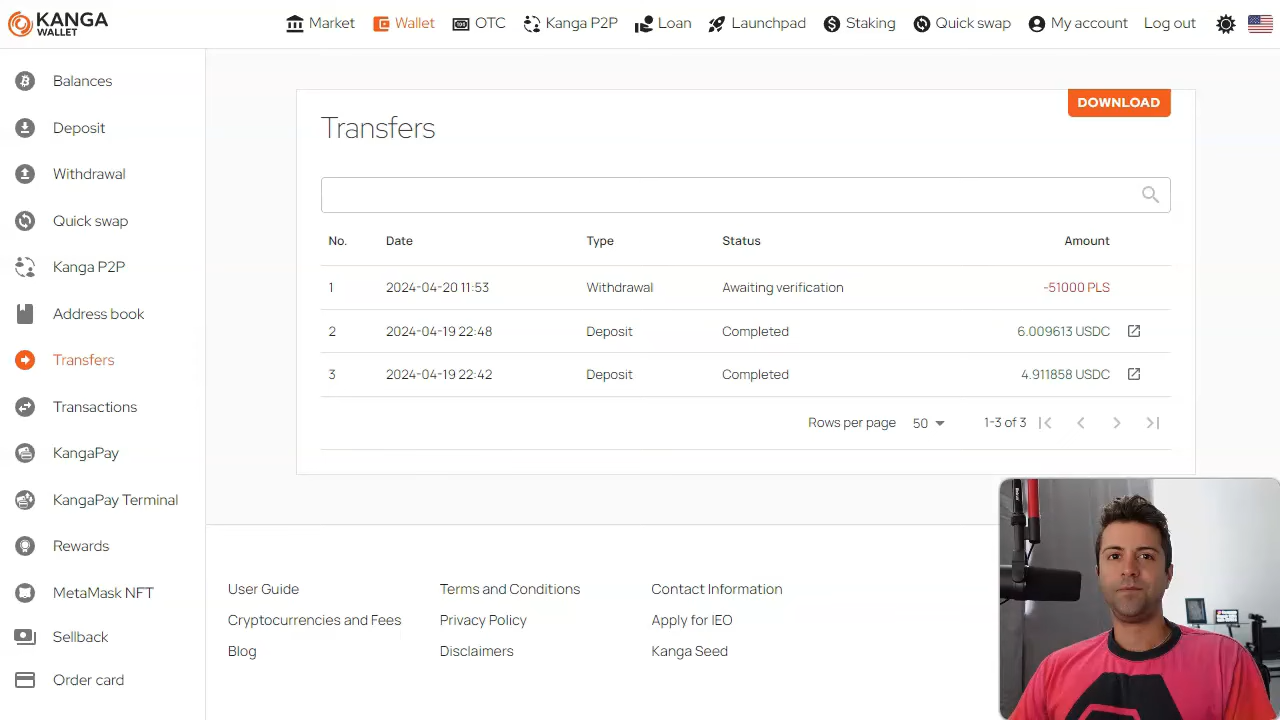 KANGA
WALLET
Market Wallet OTC Kanga P2P Loan Launchpad Staking Quick swap My account Log out
Balances
Deposit
Withdrawal
Quick swap
Kanga P2P
Address book
Transfers
Transactions
KangaPay
KangaPay Terminal
Rewards
MetaMask NFT
Sellback
Order card
DOWNLOAD
Transfers
No. Date Type Status Amount
1 2024-04-20 11:53 Withdrawal Awaiting verification -51000 PLS
2 2024-04-19 22:48 Deposit Completed 6.009613 USDC
3 2024-04-19 22:42 Deposit Completed 4.911858 USDC
Rows per page 50 1-3 of 3
User Guide Terms and Conditions Contact Information
Cryptocurrencies and Fees Privacy Policy Apply for IEO
Blog Disclaimers Kanga Seed